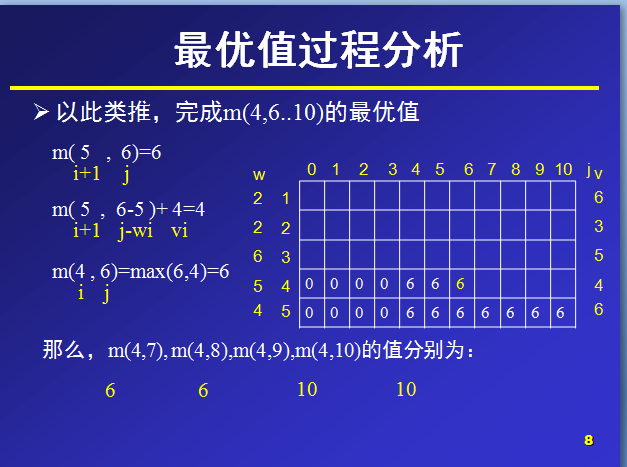 最优值过程分析
➢以此类推，完成m(4,6..10)的最优值
m( 5 , 6)=6
i+1 j
m( 5 , 6-5 )+ 4=4
i+1 j-wi vi
m(4 , 6)=max(6,4)=6
i j
w 0 1 2 3 4 5 6 7 8 9 10 j v
2 1 6
2 2 3
6 3 5
5 4 0 0 0 0 6 6 6 4
4 5 0 0 0 0 6 6 6 6 6 6 6 6
那么，m(4,7),m(4,8),m(4,9),m(4,10)的值分别为：
6 6 10 10
8